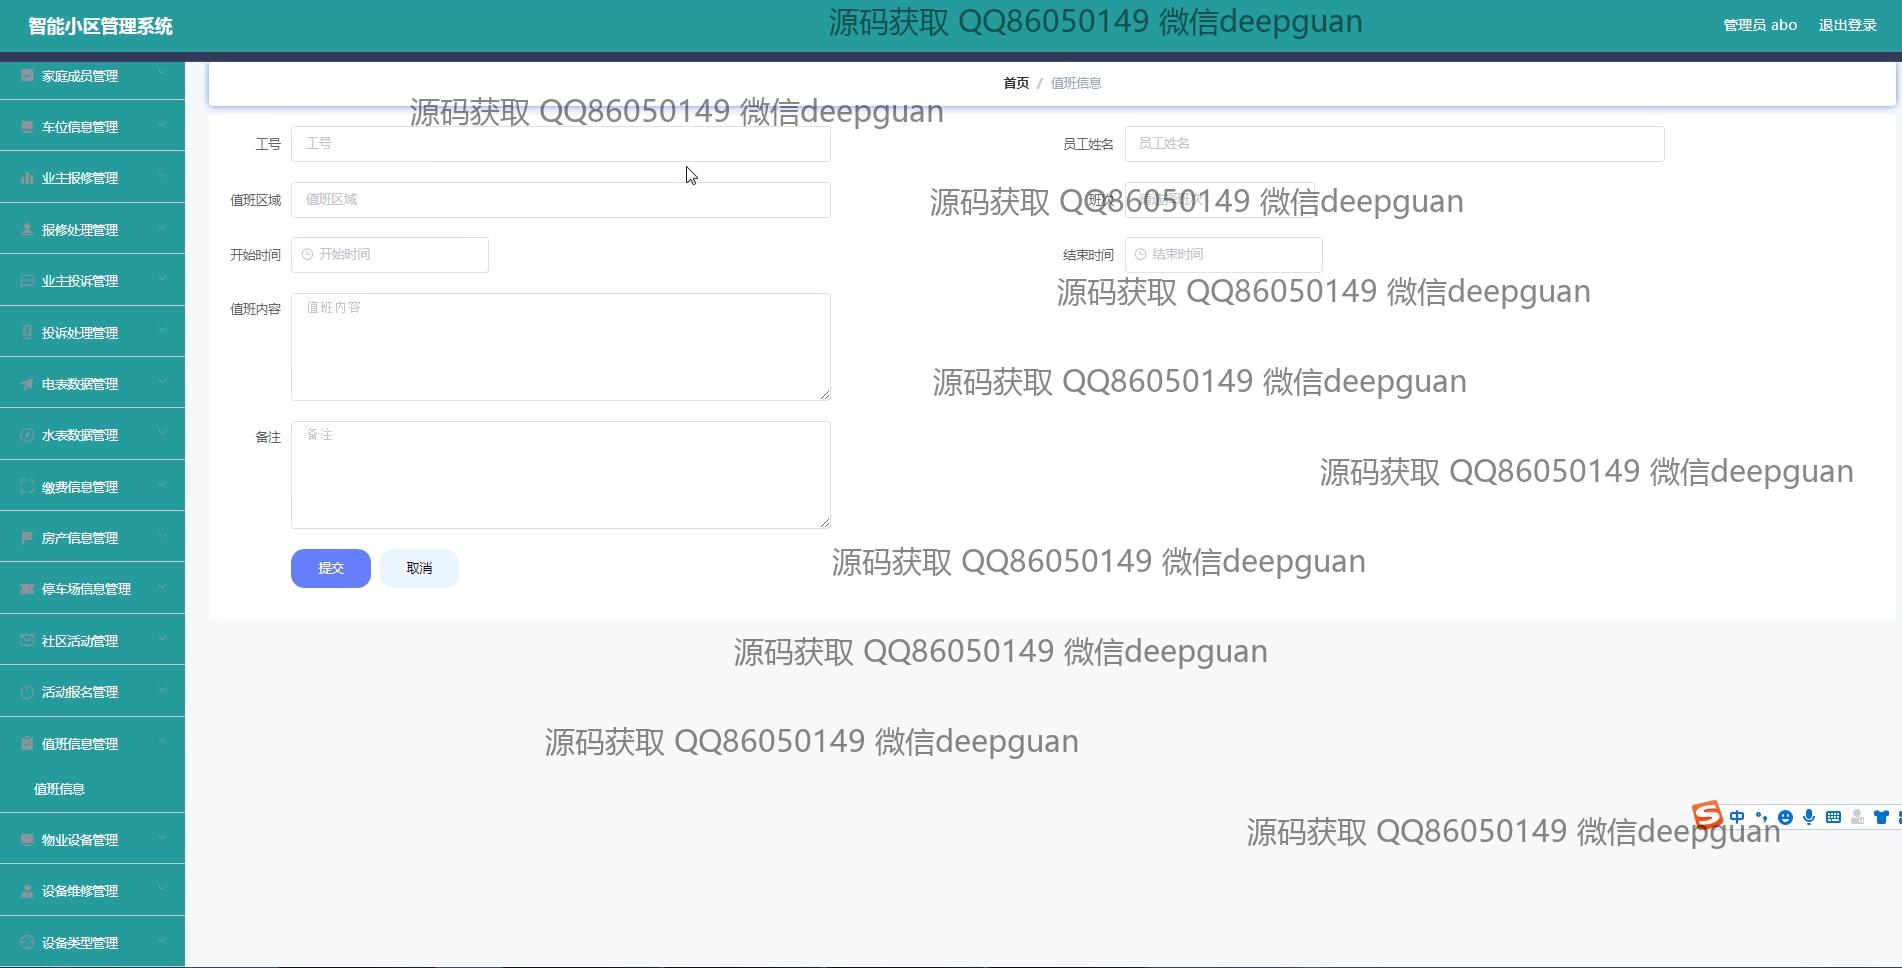 智能小区管理系统
源码获取 QQ86050149 微信deepguan
管理员 abo 退出登录
家庭成员管理
车位信息管理
业主报修管理
报修处理管理
业主投诉管理
投诉处理管理
电表数据管理
水表数据管理
缴费信息管理
房产信息管理
停车场信息管理
社区活动管理
活动报名管理
值班信息管理
值班信息
物业设备管理
设备维修管理
设备类型管理
首页 / 值班信息
源码获取 QQ86050149 微信deepguan
工号 工号
员工姓名 员工姓名
值班区域 值班区域
班次 请选择班次
源码获取 QQ86050149 微信deepguan
开始时间 开始时间
结束时间 结束时间
源码获取 QQ86050149 微信deepguan
值班内容 值班内容
源码获取 QQ86050149 微信deepguan
备注 备注
源码获取 QQ86050149 微信deepguan
提交 取消
源码获取 QQ86050149 微信deepguan
源码获取 QQ86050149 微信deepguan
源码获取 QQ86050149 微信deepguan
中
源码获取 QQ86050149 微信deepguan